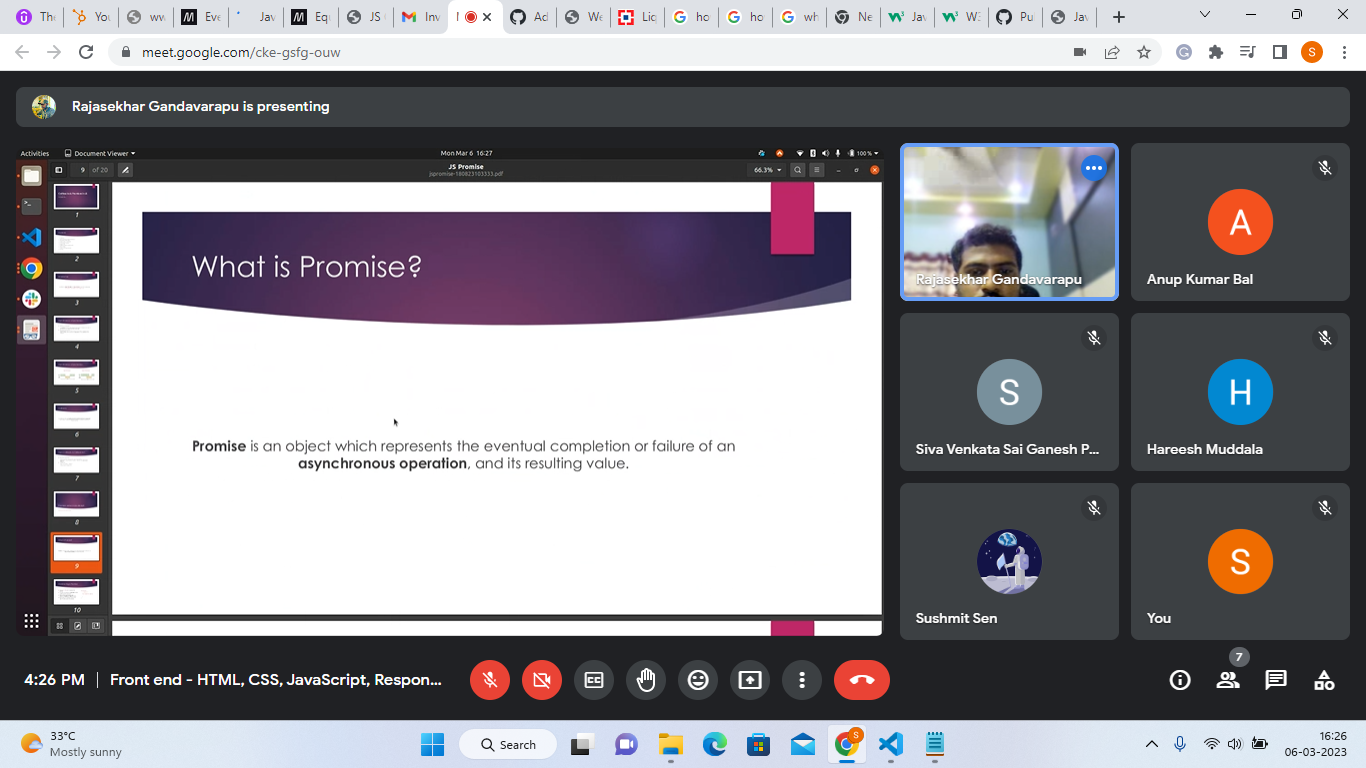 The
You
ww
Eve
Jav
Equ
JS (
Inv
Ad
We
Liq
ho
ho
wh
Ne
Jav
W3
Pu
Jav
meet.google.com/cke-gsfg-ouw
S
Rajasekhar Gandavarapu is presenting
Activities
Document Viewer
Mon Mar 6 16:27
100 %
9 of 20
JS Promise
jspromise-190823103333.pdf
66.3%
What is Promise?
Promise is an object which represents the eventual completion or failure of an
asynchronous operation, and its resulting value.
1
2
3
4
5
6
7
8
9
10
Rajasekhar Gandavarapu
A
Anup Kumar Bal
S
Siva Venkata Sai Ganesh P...
H
Hareesh Muddala
Sushmit Sen
S
You
4:26 PM
Front end - HTML, CSS, JavaScript, Respon...
7
33°C
Mostly sunny
Search
S
16:26
06-03-2023